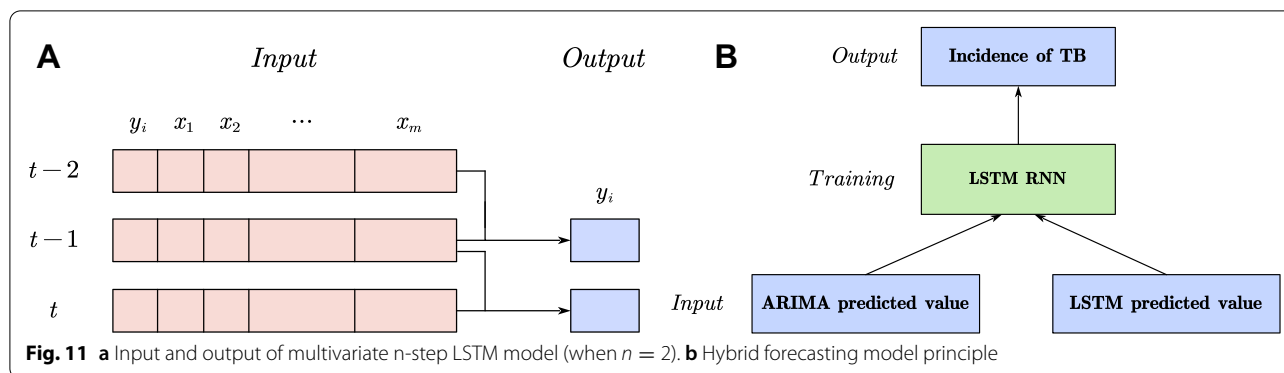 A
Input
Output
y_i x_1 x_2 ⋯ x_m
t − 2
y_i
t − 1
t
B
Output
Incidence of TB
Training
LSTM RNN
Input
ARIMA predicted value
LSTM predicted value
Fig. 11 a Input and output of multivariate n-step LSTM model (when n = 2). b Hybrid forecasting model principle